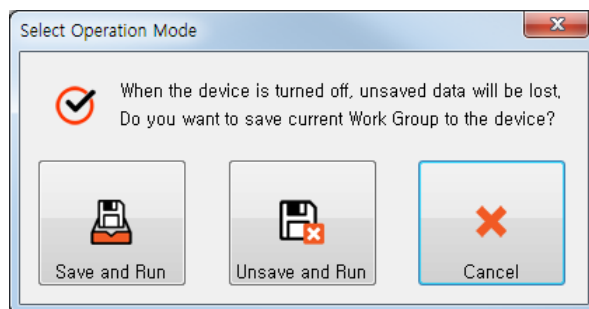 Select Operation Mode
When the device is turned off, unsaved data will be lost,
Do you want to save current Work Group to the device?
Save and Run
Unsave and Run
Cancel